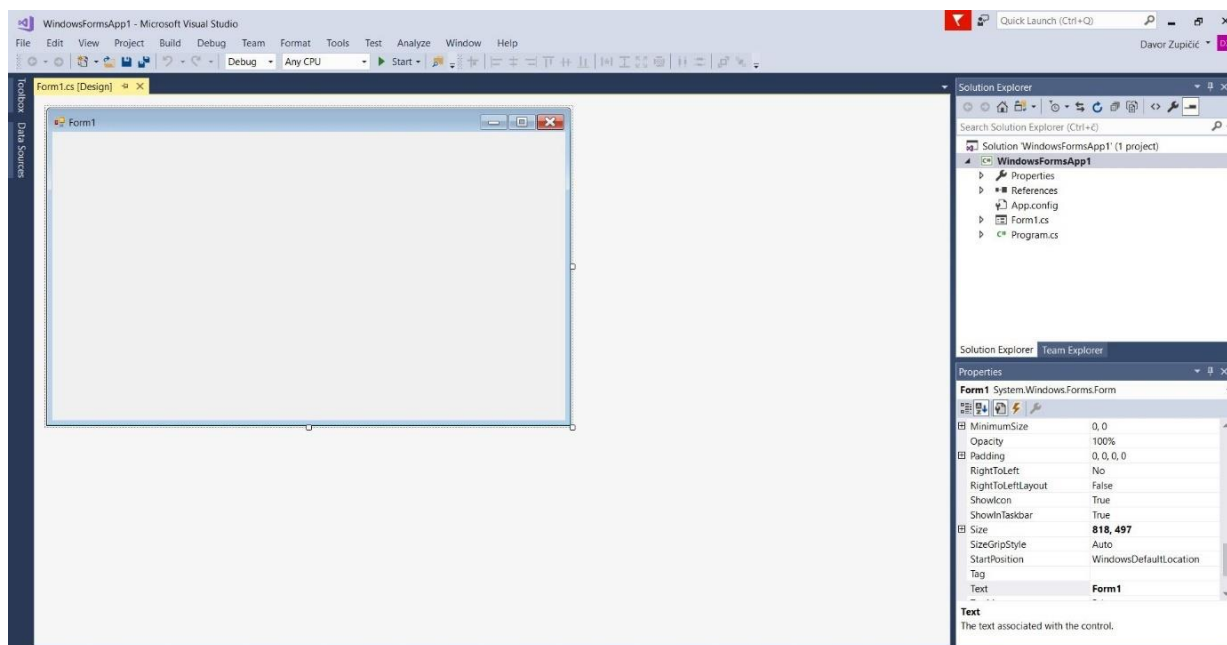 WindowsFormsApp1 - Microsoft Visual Studio
Quick Launch (Ctrl+Q)
File Edit View Project Build Debug Team Format Tools Test Analyze Window Help
Davor Zupičić
Debug Any CPU Start
Toolbox
Data Sources
Form1.cs [Design]
Form1
Solution Explorer
Search Solution Explorer (Ctrl+č)
Solution 'WindowsFormsApp1' (1 project)
WindowsFormsApp1
Properties
References
App.config
Form1.cs
Program.cs
Solution Explorer Team Explorer
Properties
Form1 System.Windows.Forms.Form
MinimumSize 0, 0
Opacity 100%
Padding 0, 0, 0, 0
RightToLeft No
RightToLeftLayout False
ShowIcon True
ShowInTaskbar True
Size 818, 497
SizeGripStyle Auto
StartPosition WindowsDefaultLocation
Tag
Text Form1
Text
The text associated with the control.